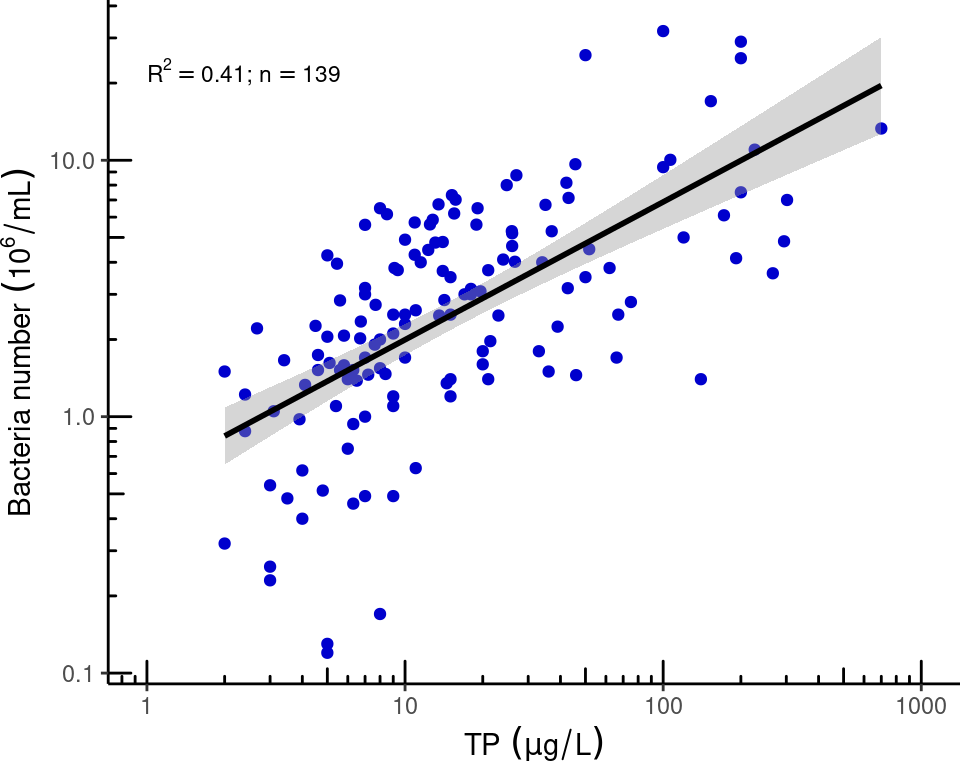 R² = 0.41; n = 139
10.0
1.0
0.1
Bacteria number (10⁶/mL)
1 10 100 1000
TP (µg/L)